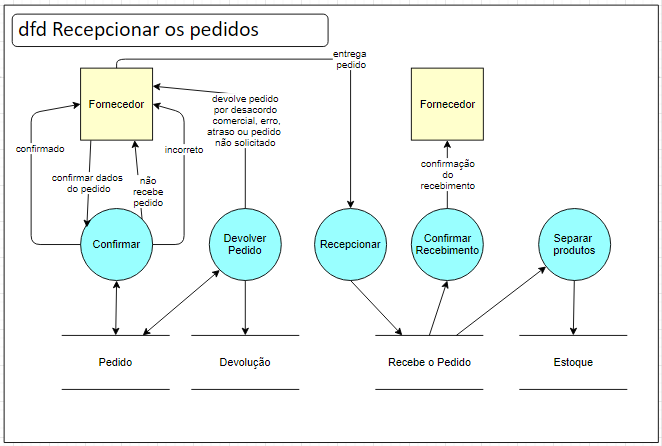 dfd Recepcionar os pedidos
entrega
pedido
Fornecedor
devolve pedido
por desacordo
comercial, erro,
atraso ou pedido
não solicitado
Fornecedor
confirmado
incorreto
confirmar dados
do pedido
não
recebe
pedido
confirmação
do
recebimento
Confirmar
Devolver
Pedido
Recepcionar
Confirmar
Recebimento
Separar
produtos
Pedido
Devolução
Recebe o Pedido
Estoque